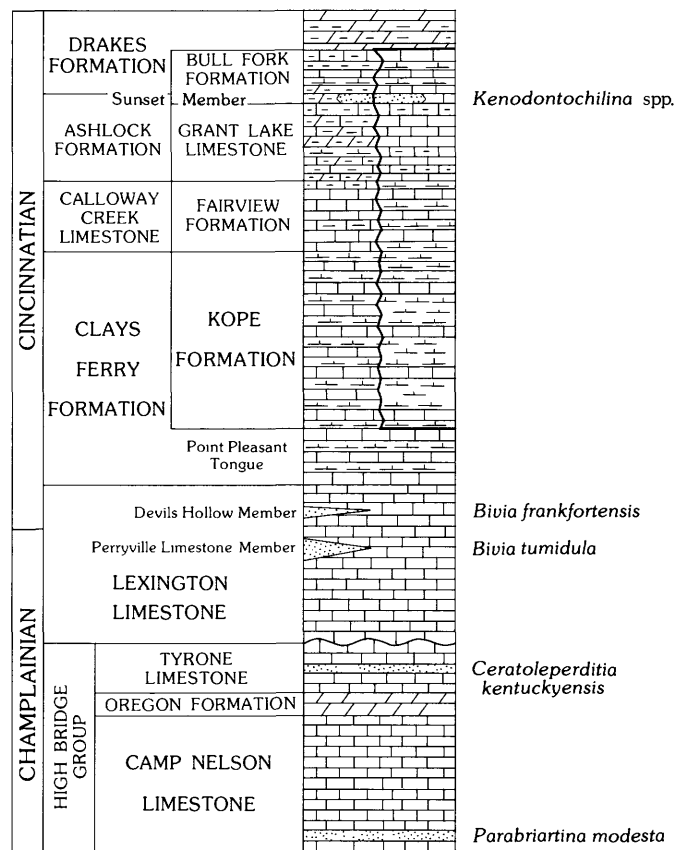 DRAKES
FORMATION
BULL FORK
FORMATION
Sunset Member
Kenodontochilina spp.
ASHLOCK
FORMATION
GRANT LAKE
LIMESTONE
CALLOWAY
CREEK
LIMESTONE
FAIRVIEW
FORMATION
CINCINNATIAN
CLAYS
FERRY
FORMATION
KOPE
FORMATION
Point Pleasant
Tongue
Devils Hollow Member
Bivia frankfortensis
Perryville Limestone Member
Bivia tumidula
LEXINGTON
LIMESTONE
CHAMPLAINIAN
HIGH BRIDGE
GROUP
TYRONE
LIMESTONE
Ceratoleperditia
kentuckyensis
OREGON FORMATION
CAMP NELSON
LIMESTONE
Parabriartina modesta